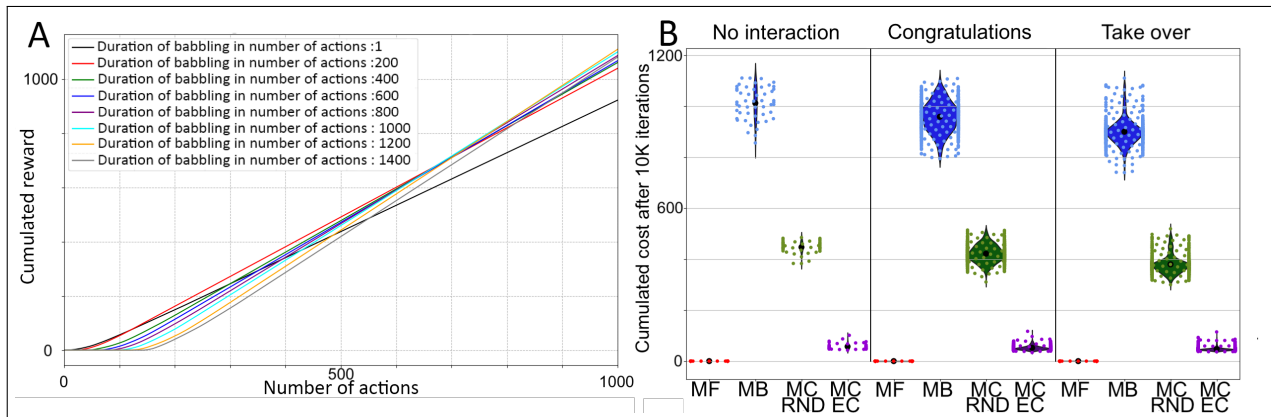 A
Duration of babbling in number of actions :1
Duration of babbling in number of actions :200
Duration of babbling in number of actions :400
Duration of babbling in number of actions :600
Duration of babbling in number of actions :800
Duration of babbling in number of actions : 1000
Duration of babbling in number of actions : 1200
Duration of babbling in number of actions : 1400
Cumulated reward
1000
0
0
500
1000
Number of actions
B
No interaction
Congratulations
Take over
Cumulated cost after 10K iterations
1200
600
0
MF MB MC MC MF MB MC MC MF MB MC MC
RND EC RND EC RND EC